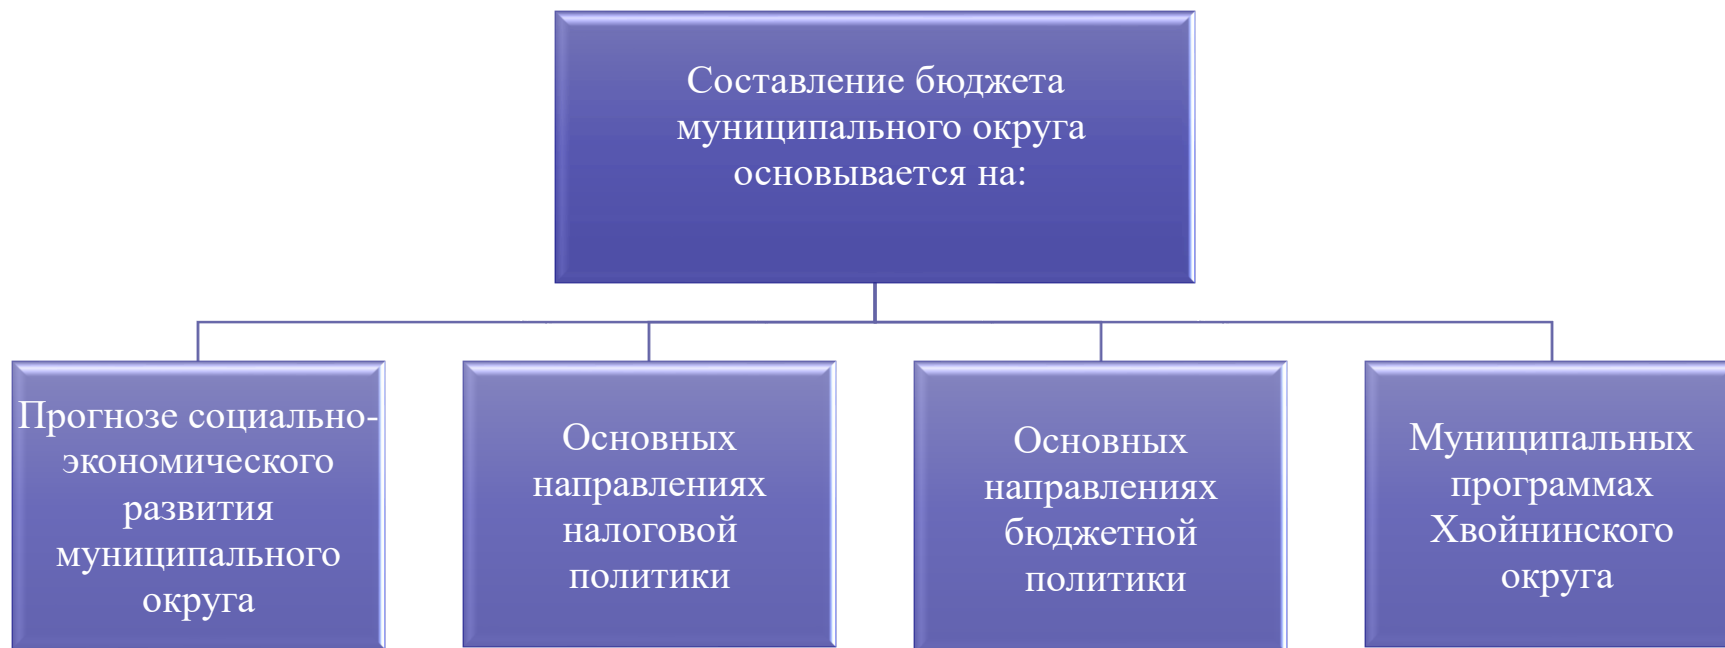 Составление бюджета
муниципального округа
основывается на:
Прогнозе социально-
экономического
развития
муниципального
округа
Основных
направлениях
налоговой
политики
Основных
направлениях
бюджетной
политики
Муниципальных
программах
Хвойнинского
округа